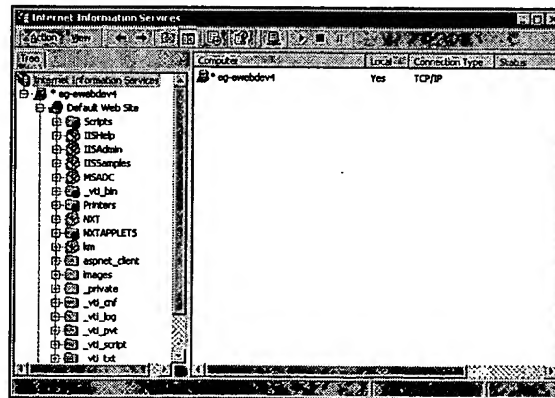 Internet Information Services
Action View
Tree
Internet Information Services
* eg-ewebdev4
Default Web Site
Scripts
IISHelp
IISAdmin
IISSamples
MSADC
_vti_bin
Printers
NXT
NXTAPPLETS
km
aspnet_client
images
_private
_vti_cnf
_vti_log
_vti_pvt
_vti_script
_vti_txt
Computer Local Connection Type Status
* eg-ewebdev4 Yes TCP/IP